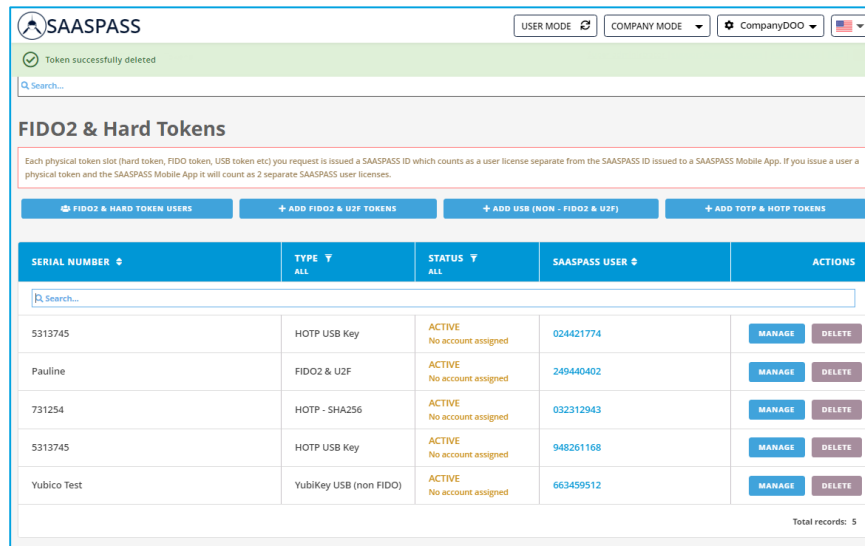 SAASPASS
USER MODE
COMPANY MODE
CompanyDOO
Token successfully deleted
Search...
FIDO2 & Hard Tokens
Each physical token slot (hard token, FIDO token, USB token etc) you request is issued a SAASPASS ID which counts as a user license separate from the SAASPASS ID issued to a SAASPASS Mobile App. If you issue a user a
physical token and the SAASPASS Mobile App it will count as 2 separate SAASPASS user licenses.
FIDO2 & HARD TOKEN USERS
+ ADD FIDO2 & U2F TOKENS
+ ADD USB (NON - FIDO2 & U2F)
+ ADD TOTP & HOTP TOKENS
SERIAL NUMBER
TYPE
ALL
STATUS
ALL
SAASPASS USER
ACTIONS
Search...
5313745
HOTP USB Key
ACTIVE
No account assigned
024421774
MANAGE
DELETE
Pauline
FIDO2 & U2F
ACTIVE
No account assigned
249440402
MANAGE
DELETE
731254
HOTP - SHA256
ACTIVE
No account assigned
032312943
MANAGE
DELETE
5313745
HOTP USB Key
ACTIVE
No account assigned
948261168
MANAGE
DELETE
Yubico Test
YubiKey USB (non FIDO)
ACTIVE
No account assigned
663459512
MANAGE
DELETE
Total records: 5